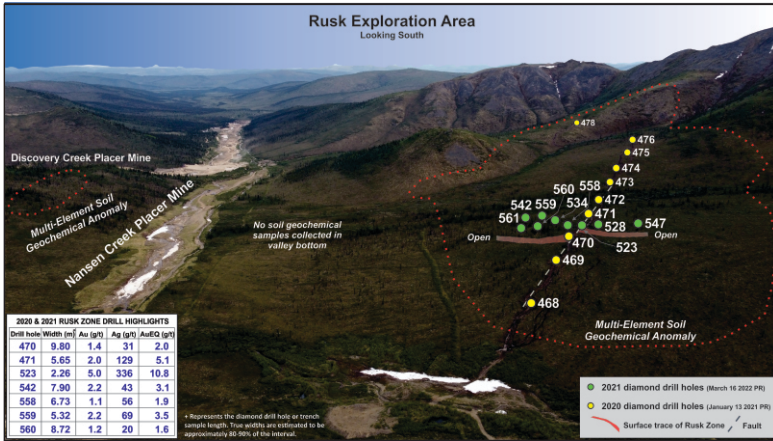 Rusk Exploration Area
Looking South
478
476
475
474
473
472
471
470
469
468
560
558
534
542
559
561
528
547
523
Open
Open
Discovery Creek Placer Mine
Multi-Element Soil
Geochemical Anomaly
Nansen Creek Placer Mine
No soil geochemical
samples collected in
valley bottom
Multi-Element Soil
Geochemical Anomaly
2020 & 2021 RUSK ZONE DRILL HIGHLIGHTS
Drill hole Width (m) Au (g/t) Ag (g/t) AuEQ (g/t)
470 9.80 1.4 31 2.0
471 5.65 2.0 129 5.1
523 2.26 5.0 336 10.8
542 7.90 2.2 43 3.1
558 6.73 1.1 56 1.9
559 5.32 2.2 69 3.5
560 8.72 1.2 20 1.6
+ Represents the diamond drill hole or trench
sample length. True widths are estimated to be
approximately 80-90% of the interval.
2021 diamond drill holes (March 16 2022 PR)
2020 diamond drill holes (January 13 2021 PR)
Surface trace of Rusk Zone
Fault